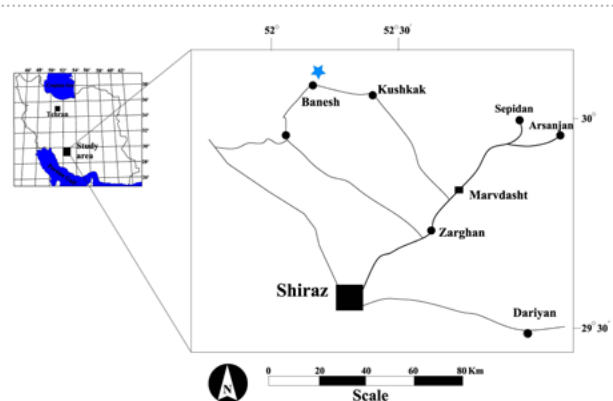 52°
52°30'
Banesh
Kushkak
Sepidan
Arsanjan
30°
Tehran
Study
area
Marvdasht
Zarghan
Shiraz
Dariyan
29°30'
N
0 20 40 60 80 Km
Scale